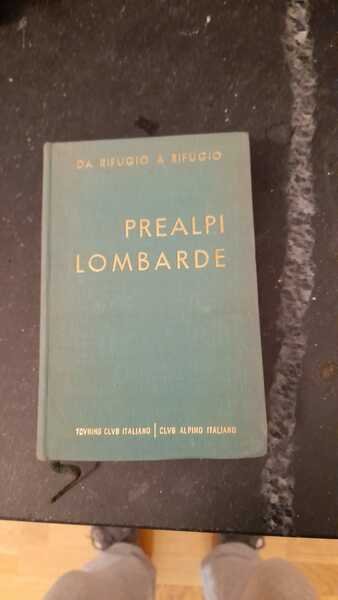 DA RIFUGIO A RIFUGIO
PREALPI
LOMBARDE
TOVRING CLVB ITALIANO | CLVB ALPINO ITALIANO